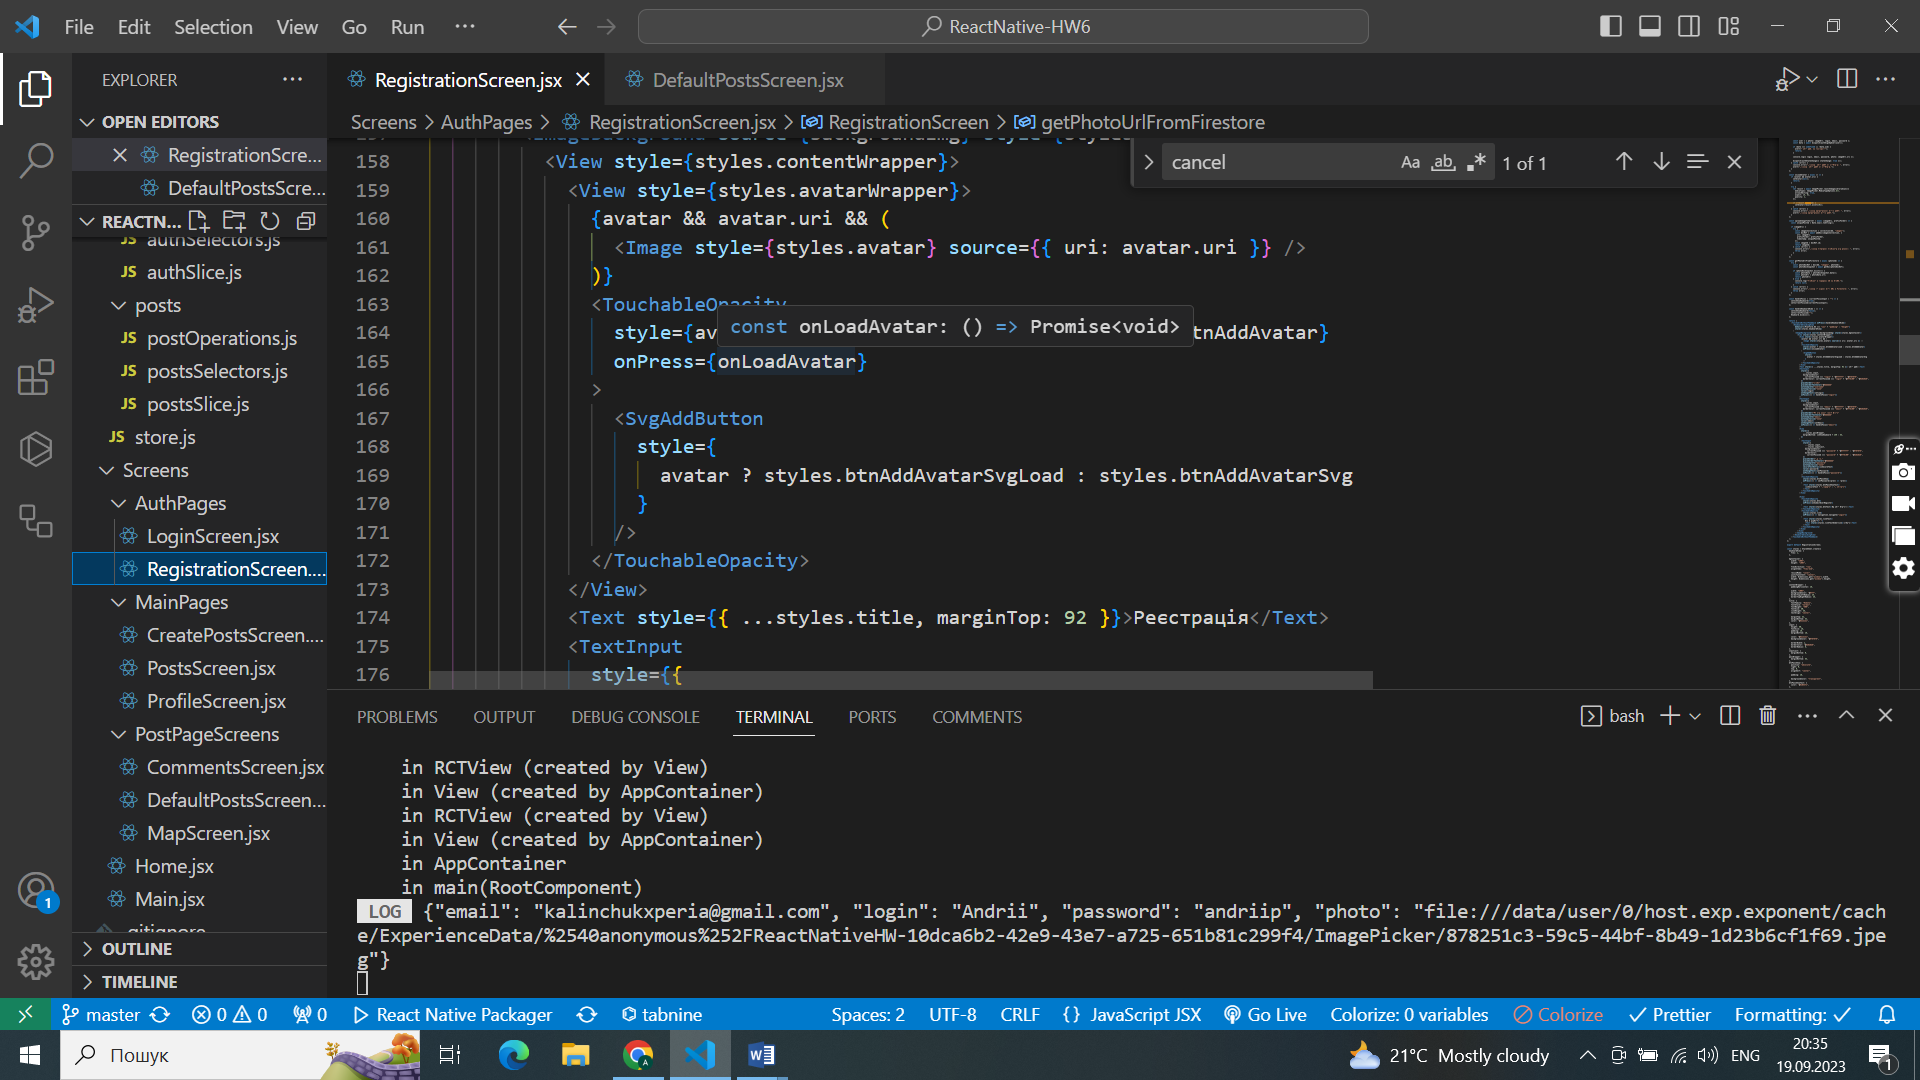 File Edit Selection View Go Run ···
ReactNative-HW6
EXPLORER
RegistrationScreen.jsx
DefaultPostsScreen.jsx
OPEN EDITORS
RegistrationScre...
DefaultPostsScre...
REACTN...
authSelectors.js
authSlice.js
posts
postOperations.js
postsSelectors.js
postsSlice.js
store.js
Screens
AuthPages
LoginScreen.jsx
RegistrationScreen....
MainPages
CreatePostsScreen....
PostsScreen.jsx
ProfileScreen.jsx
PostPageScreens
CommentsScreen.jsx
DefaultPostsScreen...
MapScreen.jsx
Home.jsx
Main.jsx
.gitignore
OUTLINE
TIMELINE
Screens > AuthPages > RegistrationScreen.jsx > RegistrationScreen > getPhotoUrlFromFirestore
cancel Aa ab, .* 1 of 1
158 <View style={styles.contentWrapper}>
159 <View style={styles.avatarWrapper}>
160 {avatar && avatar.uri && (
161 <Image style={styles.avatar} source={{ uri: avatar.uri }} />
162 )}
163 <TouchableOpacity
const onLoadAvatar: () => Promise<void>
164 style={av tnAddAvatar}
165 onPress={onLoadAvatar}
166 >
167 <SvgAddButton
168 style={
169 avatar ? styles.btnAddAvatarSvgLoad : styles.btnAddAvatarSvg
170 }
171 />
172 </TouchableOpacity>
173 </View>
174 <Text style={{ ...styles.title, marginTop: 92 }}>Реєстрація</Text>
175 <TextInput
176 style={{
PROBLEMS OUTPUT DEBUG CONSOLE TERMINAL PORTS COMMENTS
bash
in RCTView (created by View)
in View (created by AppContainer)
in RCTView (created by View)
in View (created by AppContainer)
in AppContainer
in main(RootComponent)
LOG {"email": "kalinchukxperia@gmail.com", "login": "Andrii", "password": "andriip", "photo": "file:///data/user/0/host.exp.exponent/cach
e/ExperienceData/%2540anonymous%252FReactNativeHW-10dca6b2-42e9-43e7-a725-651b81c299f4/ImagePicker/878251c3-59c5-44bf-8b49-1d23b6cf1f69.jpe
g"}
1
master 0 0 0 React Native Packager tabnine Spaces: 2 UTF-8 CRLF {} JavaScript JSX Go Live Colorize: 0 variables Colorize Prettier Formatting:
Пошук
21°C Mostly cloudy
ENG
20:35
19.09.2023
1